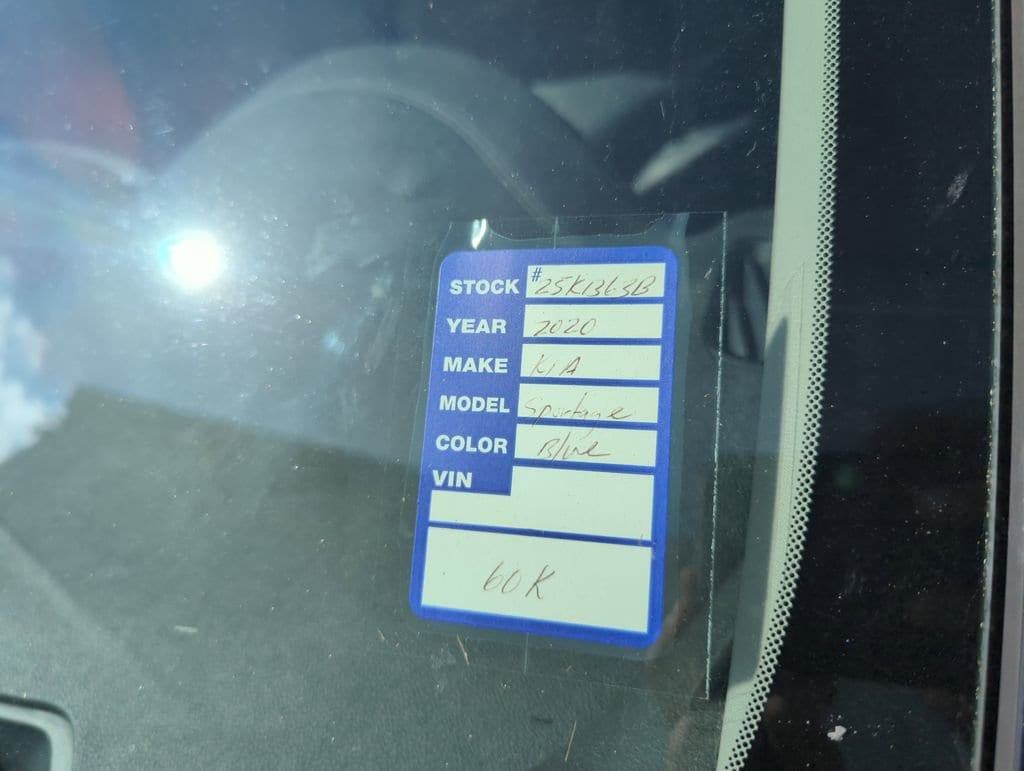 STOCK # 25K1363B
YEAR 2020
MAKE KIA
MODEL Sportage
COLOR Blue
VIN
60K